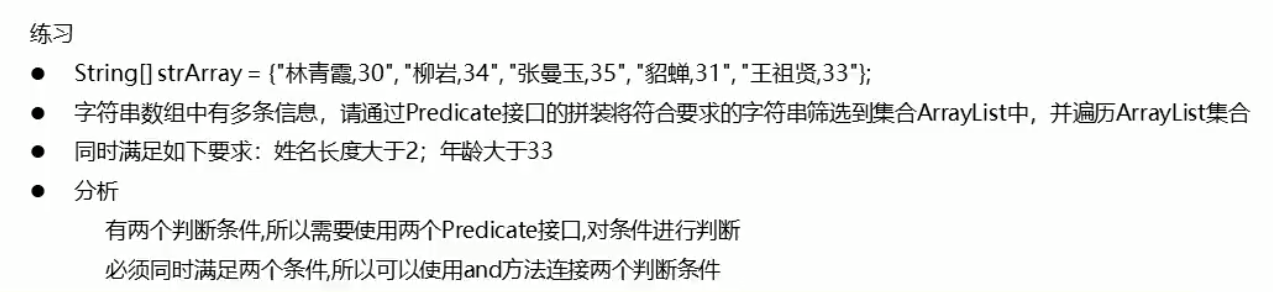 练习
● String[] strArray = {"林青霞,30", "柳岩,34", "张曼玉,35", "貂蝉,31", "王祖贤,33"};
● 字符串数组中有多条信息，请通过Predicate接口的拼装将符合要求的字符串筛选到集合ArrayList中，并遍历ArrayList集合
● 同时满足如下要求：姓名长度大于2；年龄大于33
● 分析
有两个判断条件,所以需要使用两个Predicate接口,对条件进行判断
必须同时满足两个条件,所以可以使用and方法连接两个判断条件